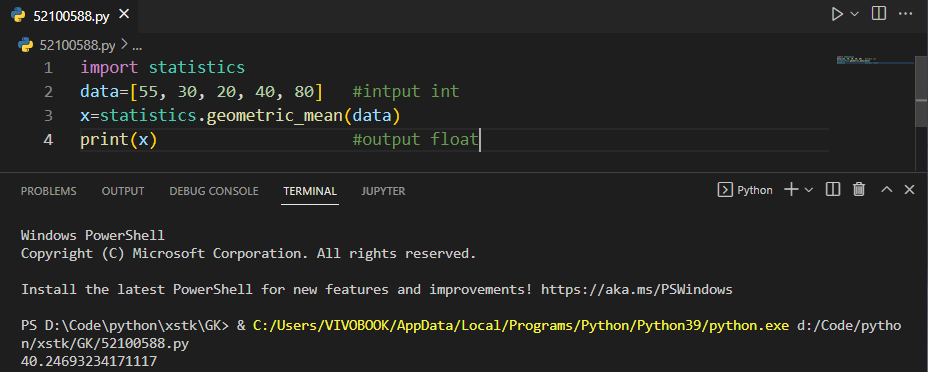 52100588.py
52100588.py > ...
1 import statistics
2 data=[55, 30, 20, 40, 80]   #intput int
3 x=statistics.geometric_mean(data)
4 print(x)                    #output float
PROBLEMS OUTPUT DEBUG CONSOLE TERMINAL JUPYTER Python
Windows PowerShell
Copyright (C) Microsoft Corporation. All rights reserved.
Install the latest PowerShell for new features and improvements! https://aka.ms/PSWindows
PS D:\Code\python\xstk\GK> & C:/Users/VIVOBOOK/AppData/Local/Programs/Python/Python39/python.exe d:/Code/pytho
n/xstk/GK/52100588.py
40.24693234171117